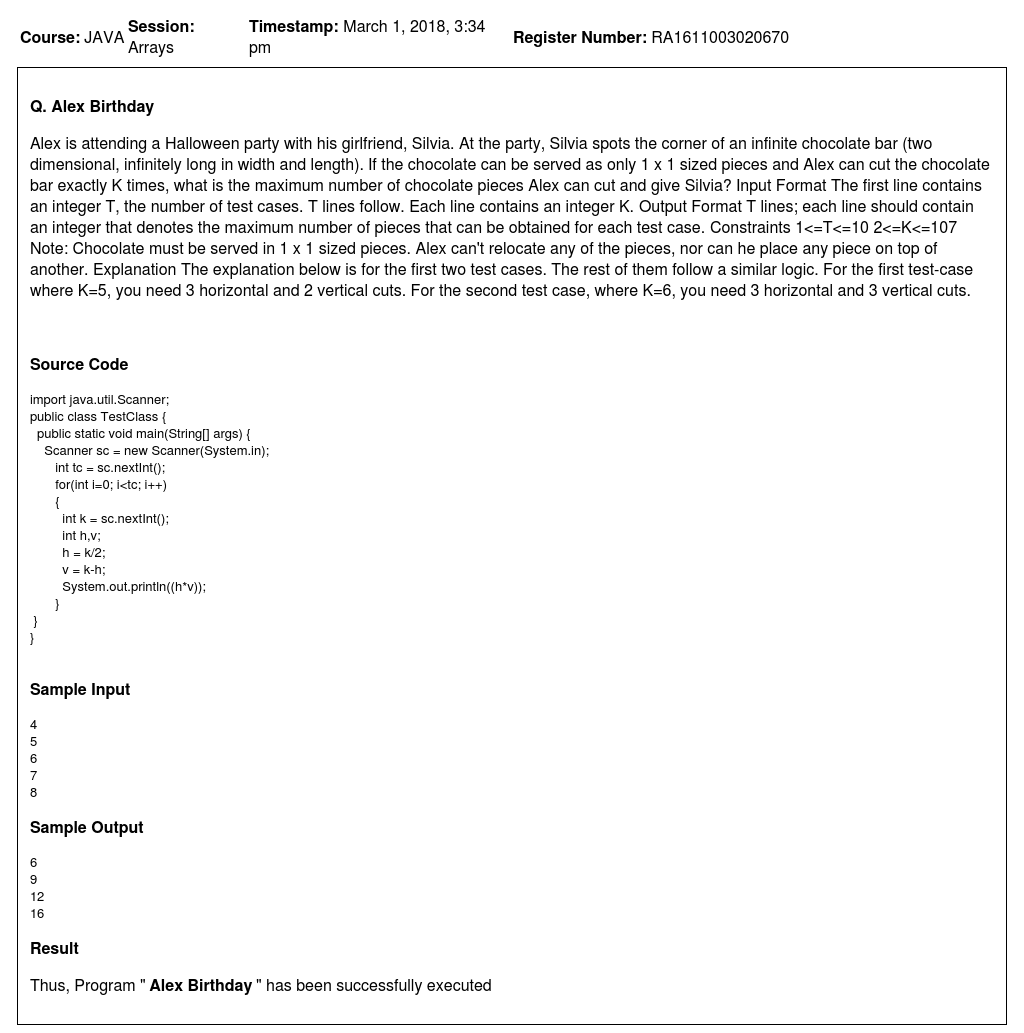 Course: JAVA Session: Arrays Timestamp: March 1, 2018, 3:34 pm Register Number: RA1611003020670
Q. Alex Birthday
Alex is attending a Halloween party with his girlfriend, Silvia. At the party, Silvia spots the corner of an infinite chocolate bar (two
dimensional, infinitely long in width and length). If the chocolate can be served as only 1 x 1 sized pieces and Alex can cut the chocolate
bar exactly K times, what is the maximum number of chocolate pieces Alex can cut and give Silvia? Input Format The first line contains
an integer T, the number of test cases. T lines follow. Each line contains an integer K. Output Format T lines; each line should contain
an integer that denotes the maximum number of pieces that can be obtained for each test case. Constraints 1<=T<=10 2<=K<=107
Note: Chocolate must be served in 1 x 1 sized pieces. Alex can't relocate any of the pieces, nor can he place any piece on top of
another. Explanation The explanation below is for the first two test cases. The rest of them follow a similar logic. For the first test-case
where K=5, you need 3 horizontal and 2 vertical cuts. For the second test case, where K=6, you need 3 horizontal and 3 vertical cuts.
Source Code
import java.util.Scanner;
public class TestClass {
public static void main(String[] args) {
Scanner sc = new Scanner(System.in);
int tc = sc.nextInt();
for(int i=0; i<tc; i++)
{
int k = sc.nextInt();
int h,v;
h = k/2;
v = k-h;
System.out.println((h*v));
}
}
}
Sample Input
4
5
6
7
8
Sample Output
6
9
12
16
Result
Thus, Program " Alex Birthday " has been successfully executed